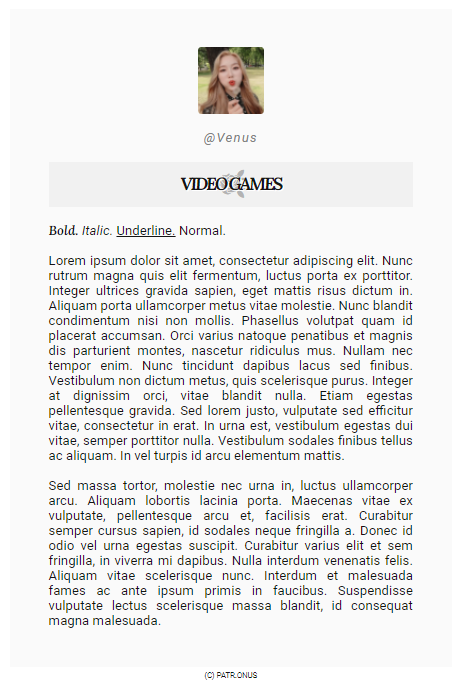 @Venus
VIDEO GAMES
Bold. Italic. Underline. Normal.
Lorem ipsum dolor sit amet, consectetur adipiscing elit. Nunc
rutrum magna quis elit fermentum, luctus porta ex porttitor.
Integer ultrices gravida sapien, eget mattis risus dictum in.
Aliquam porta ullamcorper metus vitae molestie. Nunc blandit
condimentum nisi non mollis. Phasellus volutpat quam id
placerat accumsan. Orci varius natoque penatibus et magnis
dis parturient montes, nascetur ridiculus mus. Nullam nec
tempor enim. Nunc tincidunt dapibus lacus sed finibus.
Vestibulum non dictum metus, quis scelerisque purus. Integer
at dignissim orci, vitae blandit nulla. Etiam egestas
pellentesque gravida. Sed lorem justo, vulputate sed efficitur
vitae, consectetur in erat. In urna est, vestibulum egestas dui
vitae, semper porttitor nulla. Vestibulum sodales finibus tellus
ac aliquam. In vel turpis id arcu elementum mattis.
Sed massa tortor, molestie nec urna in, luctus ullamcorper
arcu. Aliquam lobortis lacinia porta. Maecenas vitae ex
vulputate, pellentesque arcu et, facilisis erat. Curabitur
semper cursus sapien, id sodales neque fringilla a. Donec id
odio vel urna egestas suscipit. Curabitur varius elit et sem
fringilla, in viverra mi dapibus. Nulla interdum venenatis felis.
Aliquam vitae scelerisque nunc. Interdum et malesuada
fames ac ante ipsum primis in faucibus. Suspendisse
vulputate lectus scelerisque massa blandit, id consequat
magna malesuada.
(C) PATR.ONUS